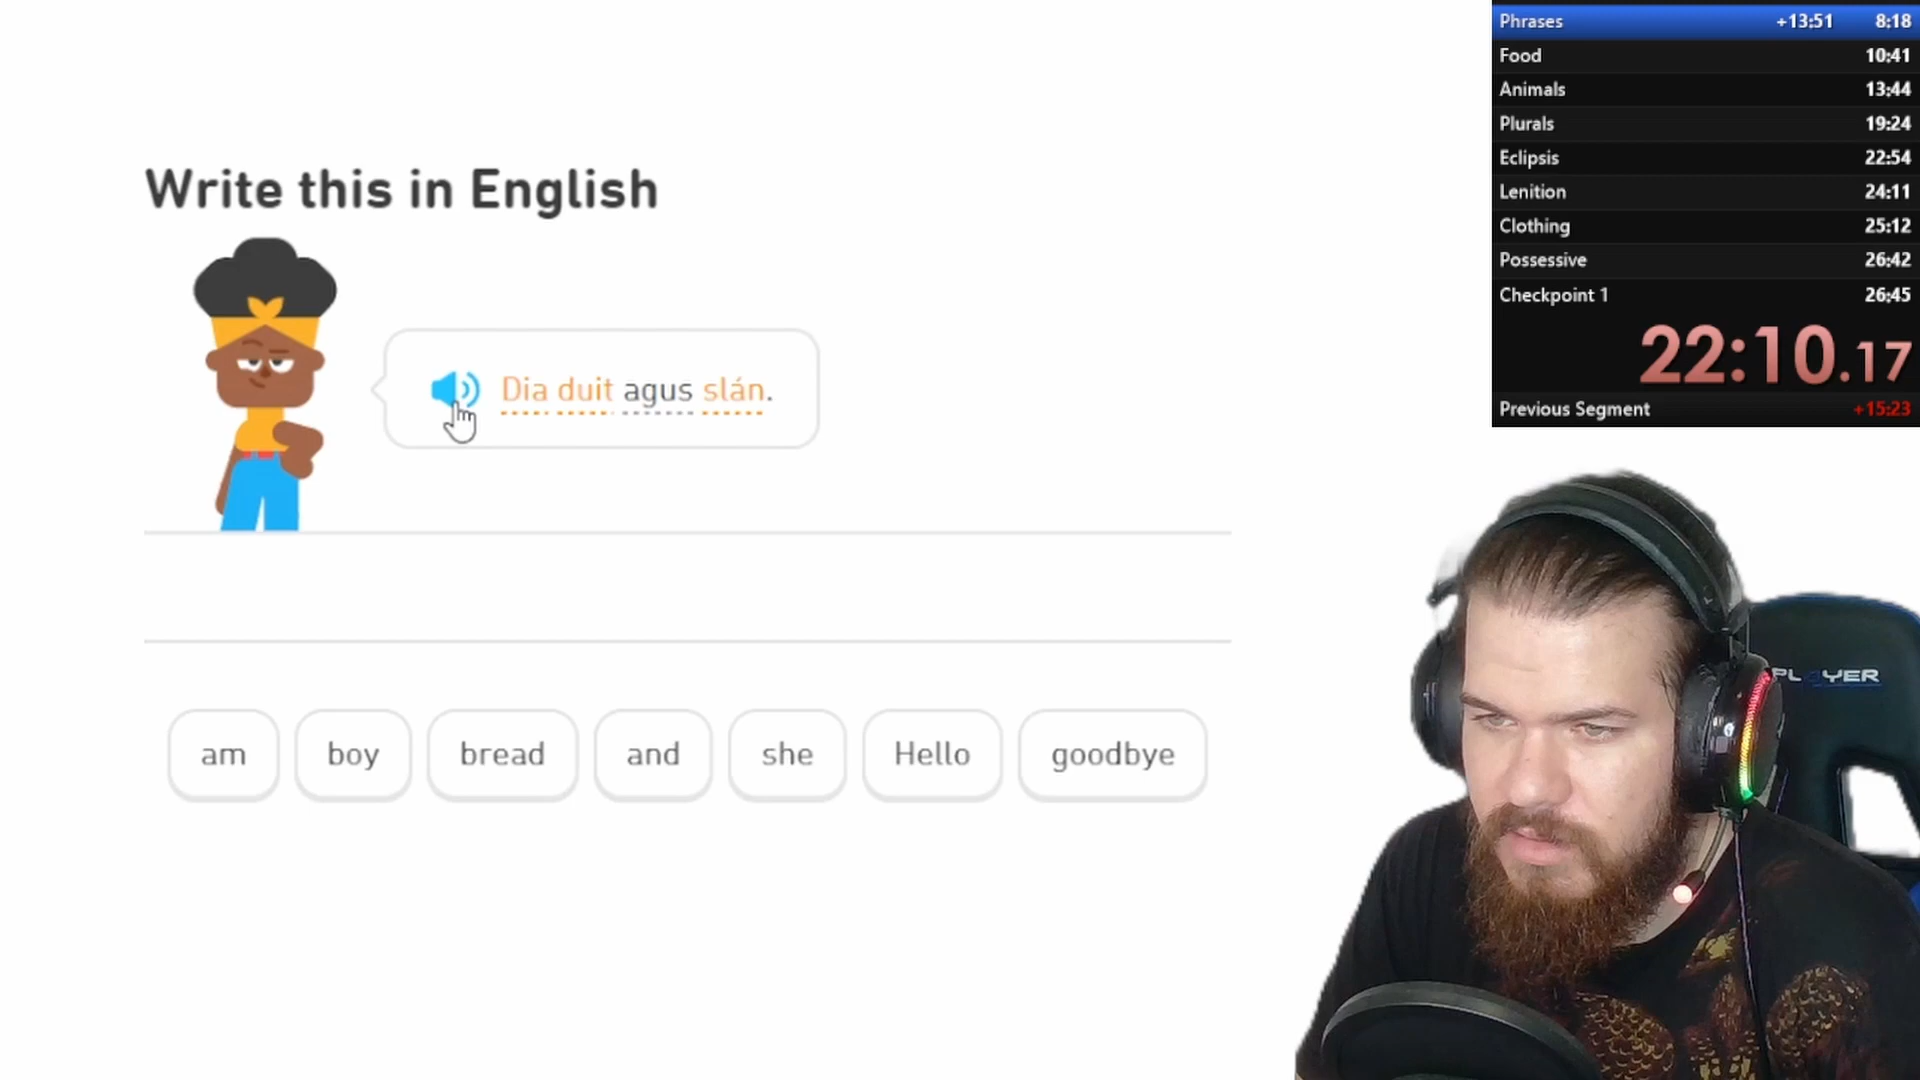 Phrases +13:51 8:18
Food 10:41
Animals 13:44
Plurals 19:24
Eclipsis 22:54
Lenition 24:11
Clothing 25:12
Possessive 26:42
Checkpoint 1 26:45
22:10.17
Previous Segment +15:23
Write this in English
Dia duit agus slán.
am boy bread and she Hello goodbye
PLAYER